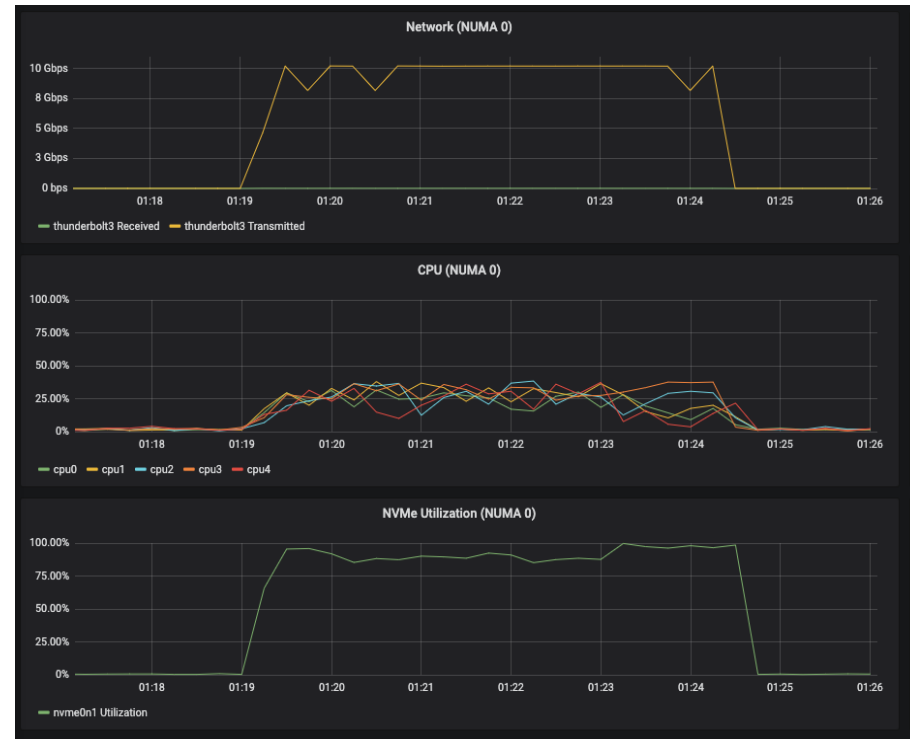 Network (NUMA 0)
10 Gbps
8 Gbps
5 Gbps
3 Gbps
0 bps
01:18 01:19 01:20 01:21 01:22 01:23 01:24 01:25 01:26
thunderbolt3 Received thunderbolt3 Transmitted
CPU (NUMA 0)
100.00%
75.00%
50.00%
25.00%
0%
01:18 01:19 01:20 01:21 01:22 01:23 01:24 01:25 01:26
cpu0 cpu1 cpu2 cpu3 cpu4
NVMe Utilization (NUMA 0)
100.00%
75.00%
50.00%
25.00%
0%
01:18 01:19 01:20 01:21 01:22 01:23 01:24 01:25 01:26
nvme0n1 Utilization